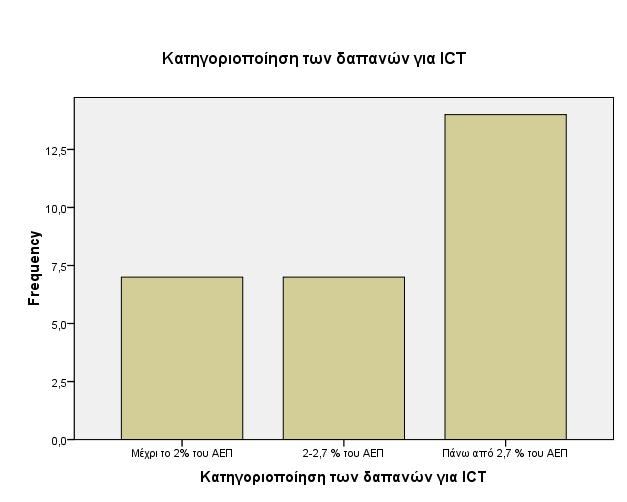 Κατηγοριοποίηση των δαπανών για ICT
12,5
10,0
7,5
5,0
2,5
0,0
Frequency
Μέχρι το 2% του ΑΕΠ
2-2,7 % του ΑΕΠ
Πάνω από 2,7 % του ΑΕΠ
Κατηγοριοποίηση των δαπανών για ICT